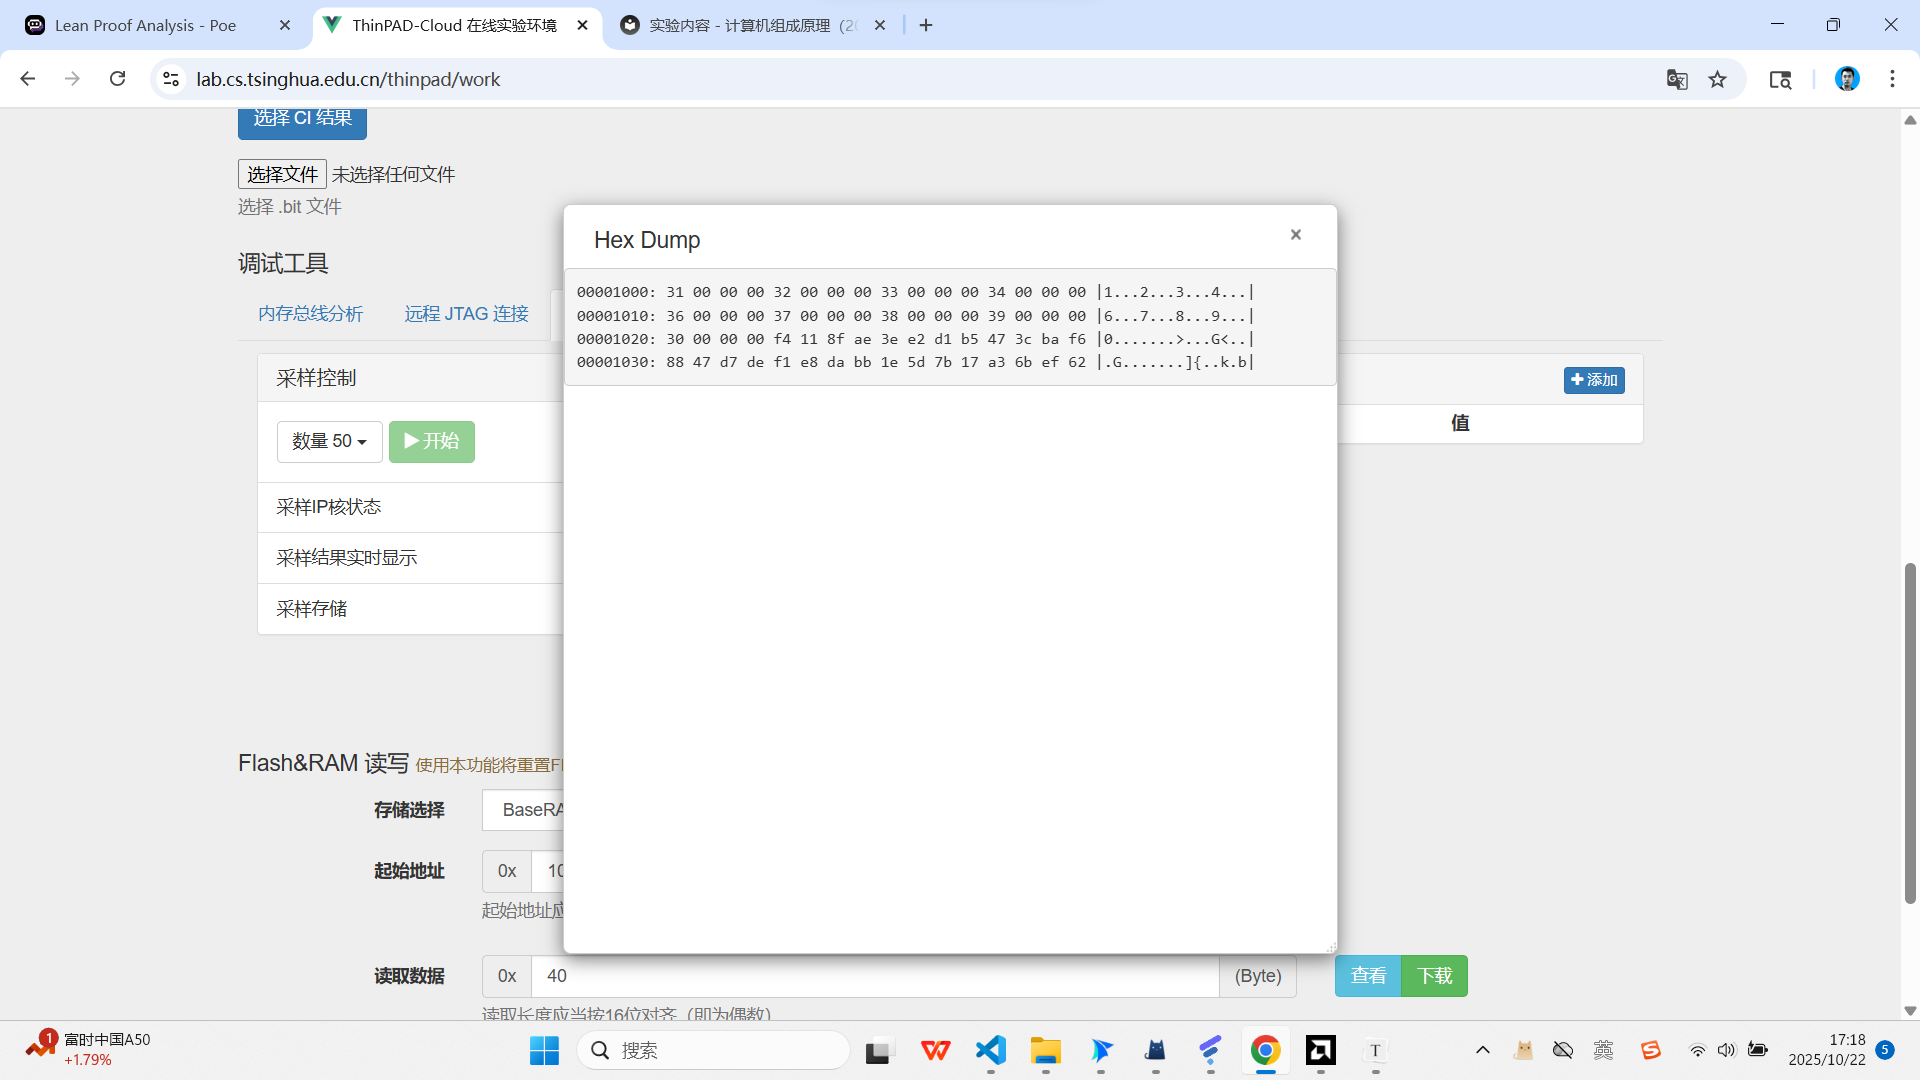 Lean Proof Analysis - Poe
ThinPAD-Cloud 在线实验环境
实验内容 - 计算机组成原理（20
lab.cs.tsinghua.edu.cn/thinpad/work
选择 CI 结果
选择文件 未选择任何文件
选择 .bit 文件
调试工具
内存总线分析 远程 JTAG 连接
采样控制
数量 50 开始
采样IP核状态
采样结果实时显示
采样存储
Hex Dump
×
00001000: 31 00 00 00 32 00 00 00 33 00 00 00 34 00 00 00 |1...2...3...4...|
00001010: 36 00 00 00 37 00 00 00 38 00 00 00 39 00 00 00 |6...7...8...9...|
00001020: 30 00 00 00 f4 11 8f ae 3e e2 d1 b5 47 3c ba f6 |0.......>...G<..|
00001030: 88 47 d7 de f1 e8 da bb 1e 5d 7b 17 a3 6b ef 62 |.G.......]{..k.b|
添加
值
Flash&RAM 读写 使用本功能将重置Fl
存储选择 BaseRA
起始地址 0x 10
起始地址应
读取数据 0x 40 (Byte) 查看 下载
读取长度应当按16位对齐（即为偶数）
1
富时中国A50
+1.79%
搜索
英
17:18
2025/10/22
5